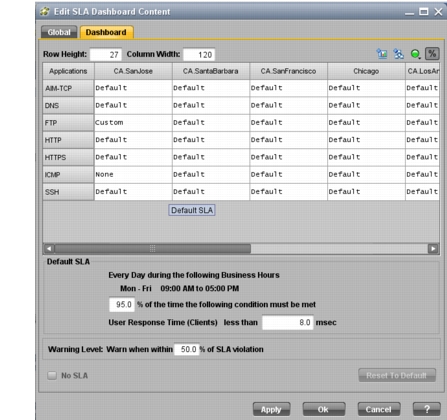 Edit SLA Dashboard Content
Global Dashboard
Row Height: 27 Column Width: 120 %
Applications CA.SanJose CA.SantaBarbara CA.SanFrancisco Chicago CA.LosAn
AIM-TCP Default Default Default Default Default
DNS Default Default Default Default Default
FTP Custom Default Default Default Default
HTTP Default Default Default Default Default
HTTPS Default Default Default Default Default
ICMP None Default Default Default Default
SSH Default Default Default Default Default
Default SLA
Default SLA
Every Day during the following Business Hours
Mon - Fri 09:00 AM to 05:00 PM
95.0 % of the time the following condition must be met
User Response Time (Clients) less than 8.0 msec
Warning Level: Warn when within 50.0 % of SLA violation
No SLA Reset To Default
Apply Ok Cancel ?